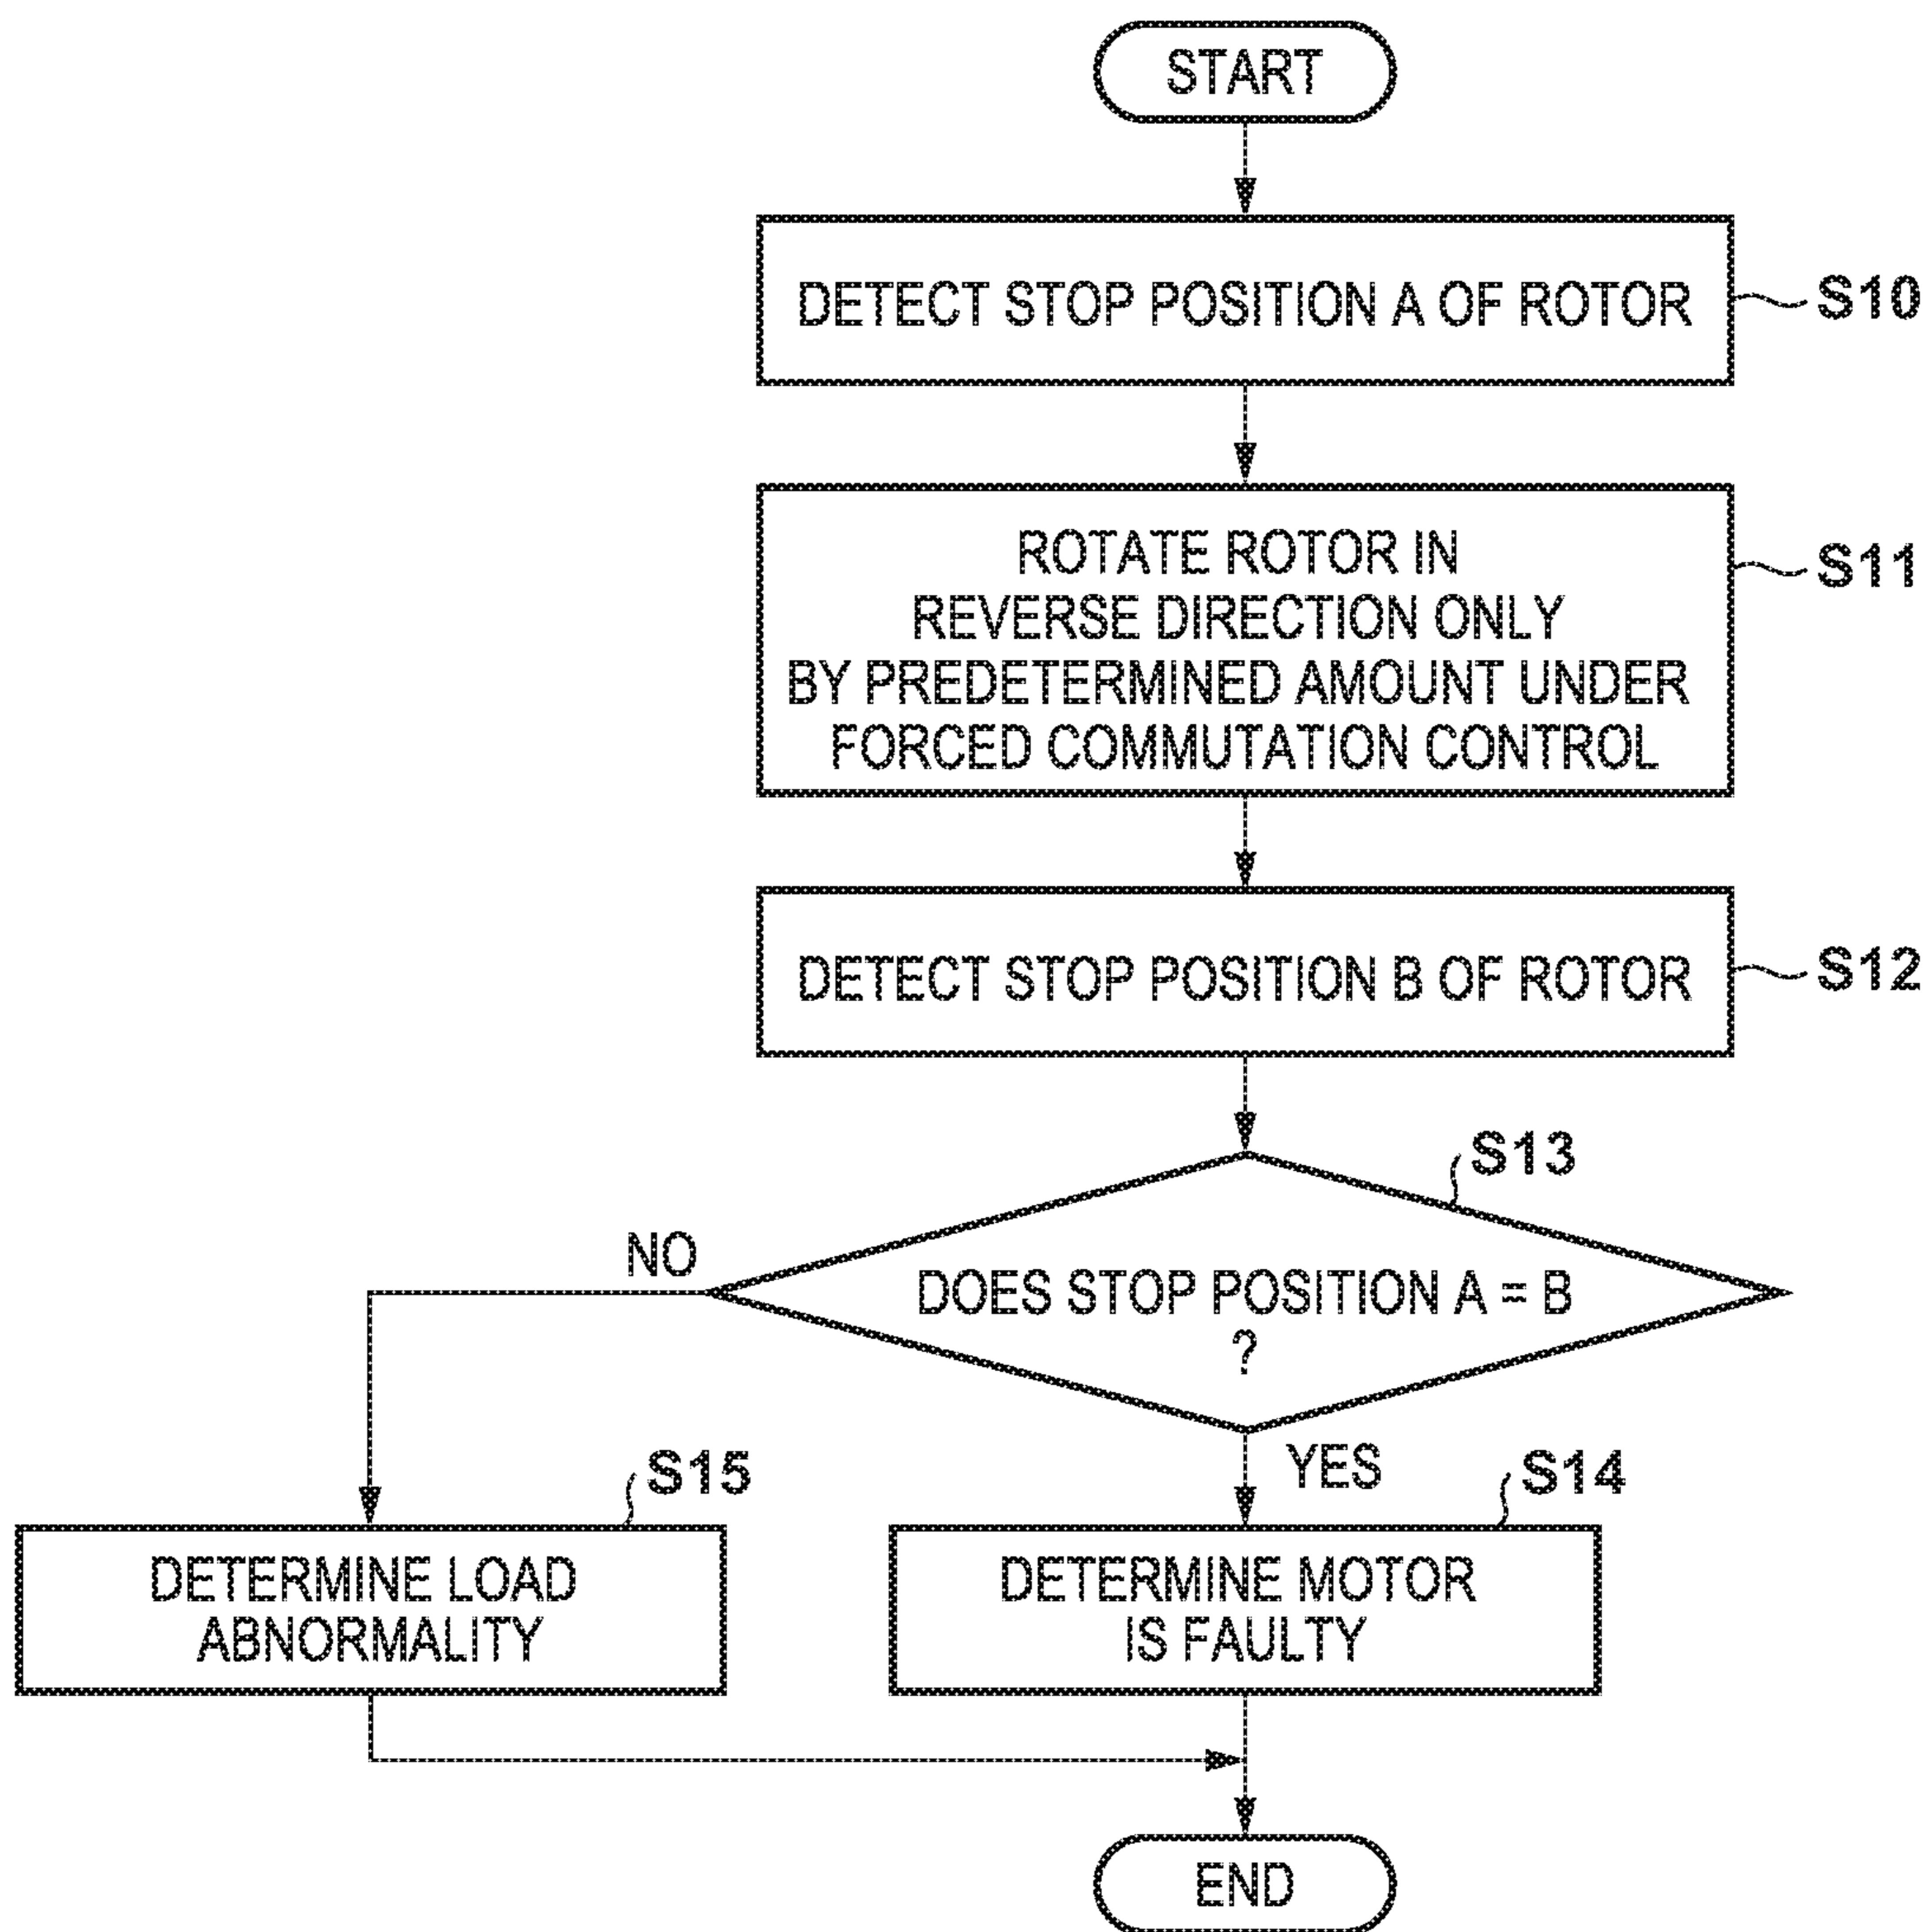 START
DETECT STOP POSITION A OF ROTOR
S10
ROTATE ROTOR IN
REVERSE DIRECTION ONLY
BY PREDETERMINED AMOUNT UNDER
FORCED COMMUTATION CONTROL
S11
DETECT STOP POSITION B OF ROTOR
S12
S13
NO
DOES STOP POSITION A = B
?
YES
S15
S14
DETERMINE LOAD
ABNORMALITY
DETERMINE MOTOR
IS FAULTY
END